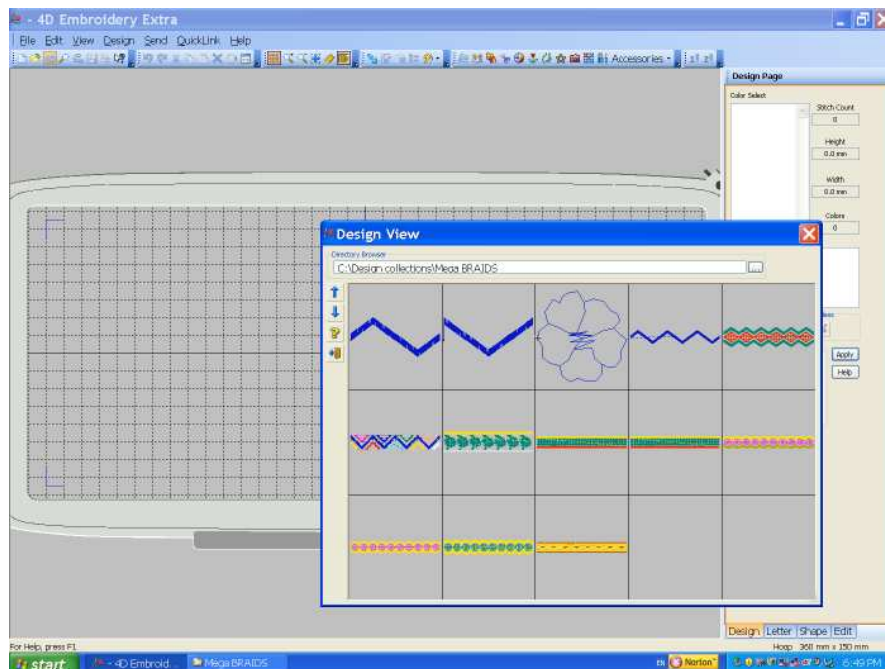 - 4D Embroidery Extra
File Edit View Design Send QuickLink Help
Accessories
Design Page
Color Select
Stitch Count
0
Height
0.0 mm
Width
0.0 mm
Colors
0
Design View
Directory Browser
C:\Design collections\Mega BRAIDS
...
Apply
Help
Design Letter Shape Edit
For Help, press F1
Hoop 360 mm x 150 mm
start - 4D Embroid... Mega BRAIDS EN Norton 6:49 PM